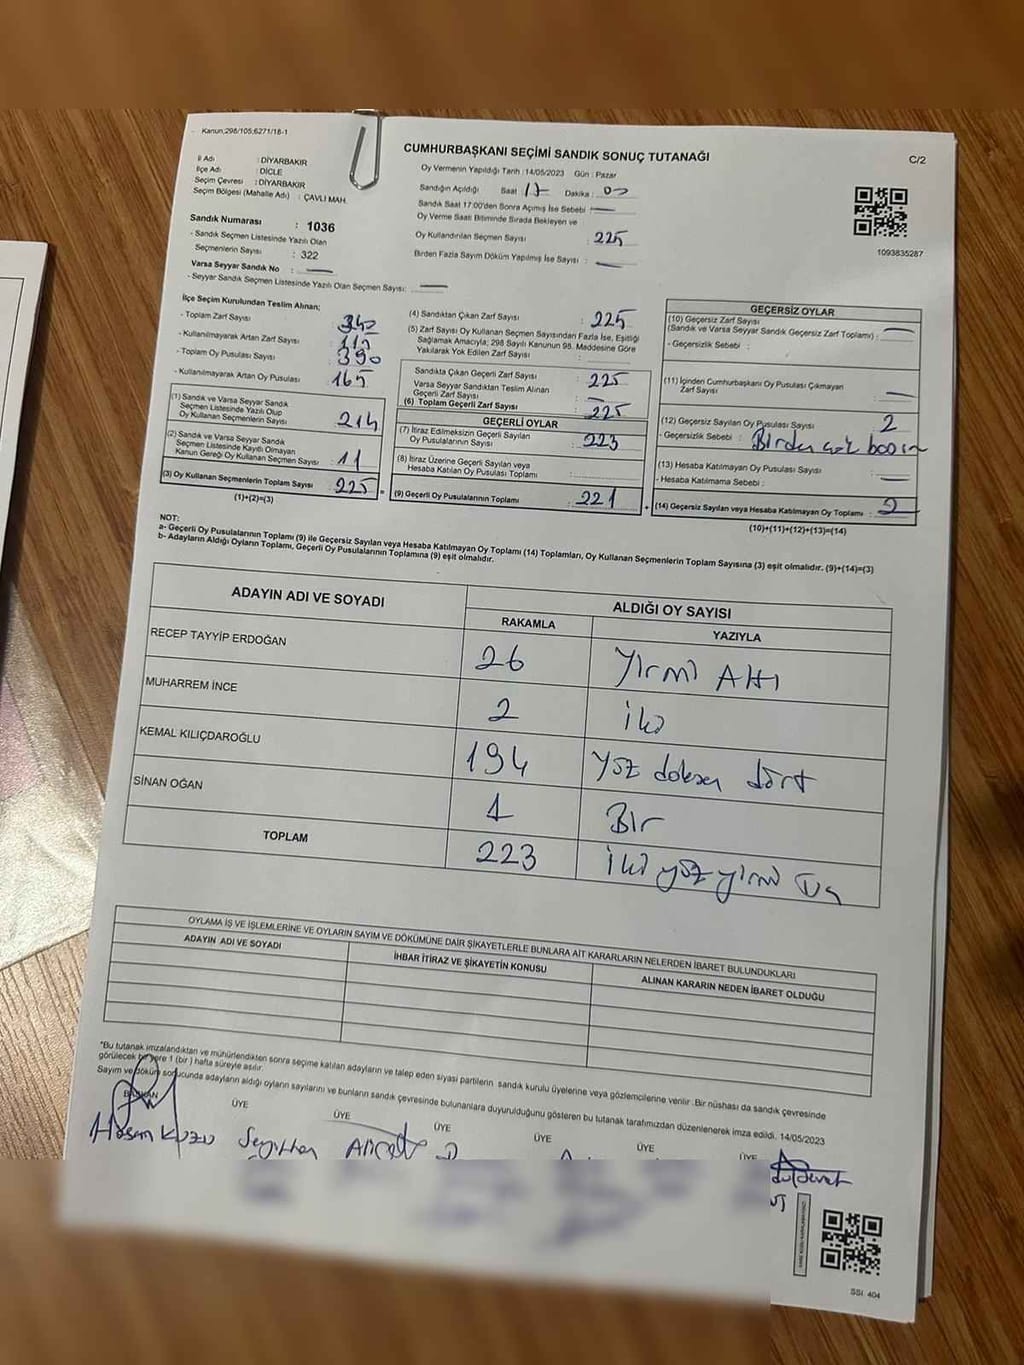 Kanun;298/105,6271/18-1
C/2
CUMHURBAŞKANI SEÇİMİ SANDIK SONUÇ TUTANAĞI
İl Adı : DİYARBAKIR
İlçe Adı : DİCLE
Seçim Çevresi : DİYARBAKIR
Seçim Bölgesi (Mahalle Adı) : ÇAVLI MAH.
Sandık Numarası : 1036
- Sandık Seçmen Listesinde Yazılı Olan
Seçmenlerin Sayısı : 322
Varsa Seyyar Sandık No :
- Seyyar Sandık Seçmen Listesinde Yazılı Olan Seçmen Sayısı:
Oy Vermenin Yapıldığı Tarih :14/05/2023 Gün : Pazar
Sandığın Açıldığı Saat : 17 Dakika : 00
Sandık Saat 17:00'den Sonra Açımış İse Sebebi :
Oy Verme Saati Bitiminde Sırada Bekleyen ve
Oy Kullandırılan Seçmen Sayısı : 225
Birden Fazla Sayım Döküm Yapılmış İse Sayısı :
1093835287
İlçe Seçim Kurulundan Teslim Alınan;
- Toplam Zarf Sayısı : 340
- Kullanılmayarak Artan Zarf Sayısı : 115
- Toplam Oy Pusulası Sayısı : 390
- Kullanılmayarak Artan Oy Pusulası : 165
(1) Sandık ve Varsa Seyyar Sandık
Seçmen Listesinde Yazılı Olup
Oy Kullanan Seçmenlerin Sayısı : 214
(2) Sandık ve Varsa Seyyar Sandık
Seçmen Listesinde Kayıtlı Olmayan
Kanun Gereği Oy Kullanan Seçmen Sayısı : 11
(3) Oy Kullanan Seçmenlerin Toplam Sayısı : 225
(1)+(2)=(3)
(4) Sandıktan Çıkan Zarf Sayısı : 225
(5) Zarf Sayısı Oy Kullanan Seçmen Sayısından Fazla İse, Eşitliği
Sağlamak Amacıyla; 298 Sayılı Kanunun 98. Maddesine Göre
Yakılarak Yok Edilen Zarf Sayısı :
Sandıkta Çıkan Geçerli Zarf Sayısı : 225
Varsa Seyyar Sandıktan Teslim Alınan
Geçerli Zarf Sayısı :
(6) Toplam Geçerli Zarf Sayısı : 225
GEÇERLİ OYLAR
(7) İtiraz Edilmeksizin Geçerli Sayılan
Oy Pusulalarının Sayısı : 223
(8) İtiraz Üzerine Geçerli Sayılan veya
Hesaba Katılan Oy Pusulası Toplamı :
(9) Geçerli Oy Pusulalarının Toplamı : 221
GEÇERSİZ OYLAR
(10) Geçersiz Zarf Sayısı
(Sandık ve Varsa Seyyar Sandık Geçersiz Zarf Toplamı) :
- Geçersizlik Sebebi :
(11) İçinden Cumhurbaşkanı Oy Pusulası Çıkmayan
Zarf Sayısı :
(12) Geçersiz Sayılan Oy Pusulası Sayısı : 2
- Geçersizlik Sebebi : Birden çok
(13) Hesaba Katılmayan Oy Pusulası Sayısı :
- Hesaba Katılmama Sebebi :
(14) Geçersiz Sayılan veya Hesaba Katılmayan Oy Toplamı : 2
(10)+(11)+(12)+(13)=(14)
NOT:
a- Geçerli Oy Pusulalarının Toplamı (9) ile Geçersiz Sayılan veya Hesaba Katılmayan Oy Toplamı (14) Toplamları, Oy Kullanan Seçmenlerin Toplam Sayısına (3) eşit olmalıdır. (9)+(14)=(3)
b- Adayların Aldığı Oyların Toplamı, Geçerli Oy Pusulalarının Toplamına (9) eşit olmalıdır.
ADAYIN ADI VE SOYADI ALDIĞI OY SAYISI
RAKAMLA YAZIYLA
RECEP TAYYİP ERDOĞAN 26 Yirmi Altı
MUHARREM İNCE 2 iki
KEMAL KILIÇDAROĞLU 194 Yüz doksan dört
SİNAN OĞAN 1 Bir
TOPLAM 223 iki yüz yirmi üç
OYLAMA İŞ VE İŞLEMLERİNE VE OYLARIN SAYIM VE DÖKÜMÜNE DAİR ŞİKAYETLERLE BUNLARA AİT KARARLARIN NELERDEN İBARET BULUNDUKLARI
ADAYIN ADI VE SOYADI İHBAR İTİRAZ VE ŞİKAYETİN KONUSU ALINAN KARARIN NEDEN İBARET OLDUĞU
*Bu tutanak imzalandıktan ve mühürlendikten sonra seçime katılan adayların ve talep eden siyasi partilerin sandık kurulu üyelerine veya gözlemcilerine verilir. Bir nüshası da sandık çevresinde
görülecek bir yere 1 (bir) hafta süreyle asılır.
Sayım ve döküm sonucunda adayların aldığı oyların sayılarını ve bunların sandık çevresinde bulunanlara duyurulduğunu gösteren bu tutanak tarafımızdan düzenlenerek imza edildi. 14/05/2023
BAŞKAN ÜYE ÜYE ÜYE ÜYE ÜYE ÜYE
Hasan KUZU
SSI: 404